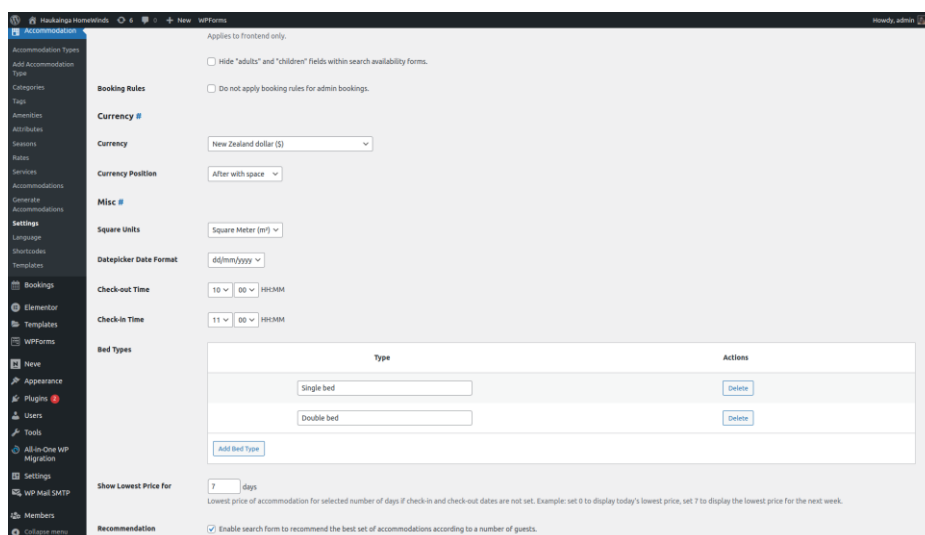 Haukainga HomeWinds 6 0 + New WPForms Howdy, admin
Accommodation
Accommodation Types
Add Accommodation
Type
Categories
Tags
Amenities
Attributes
Seasons
Rates
Services
Accommodations
Generate
Accommodations
Settings
Language
Shortcodes
Templates
Bookings
Elementor
Templates
WPForms
Neve
Appearance
Plugins 2
Users
Tools
All-in-One WP
Migration
Settings
WP Mail SMTP
Members
Collapse menu
Applies to frontend only.
Hide "adults" and "children" fields within search availability forms.
Booking Rules Do not apply booking rules for admin bookings.
Currency #
Currency New Zealand dollar ($)
Currency Position After with space
Misc #
Square Units Square Meter (m²)
Datepicker Date Format dd/mm/yyyy
Check-out Time 10 00 HH:MM
Check-in Time 11 00 HH:MM
Bed Types
Type Actions
Single bed Delete
Double bed Delete
Add Bed Type
Show Lowest Price for 7 days
Lowest price of accommodation for selected number of days if check-in and check-out dates are not set. Example: set 0 to display today's lowest price, set 7 to display the lowest price for the next week.
Recommendation Enable search form to recommend the best set of accommodations according to a number of guests.